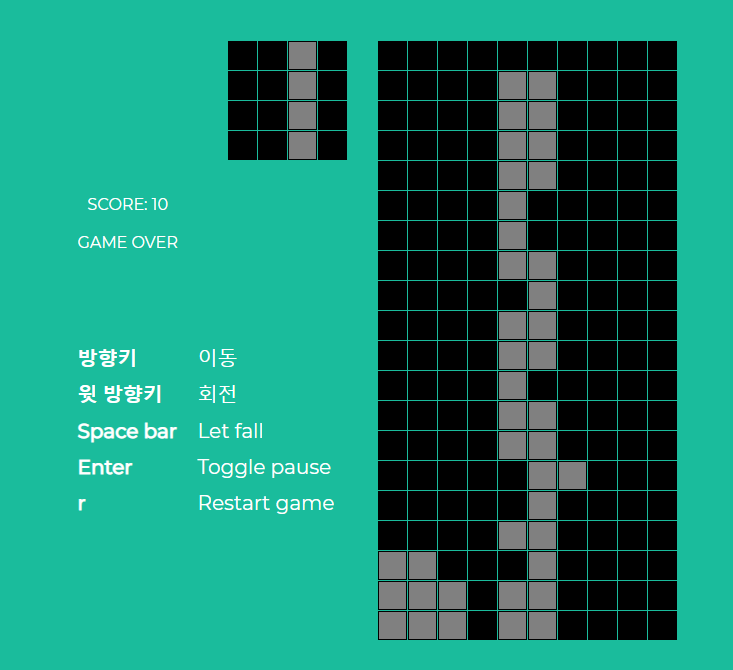 SCORE: 10
GAME OVER
방향키 이동
윗 방향키 회전
Space bar Let fall
Enter Toggle pause
r Restart game